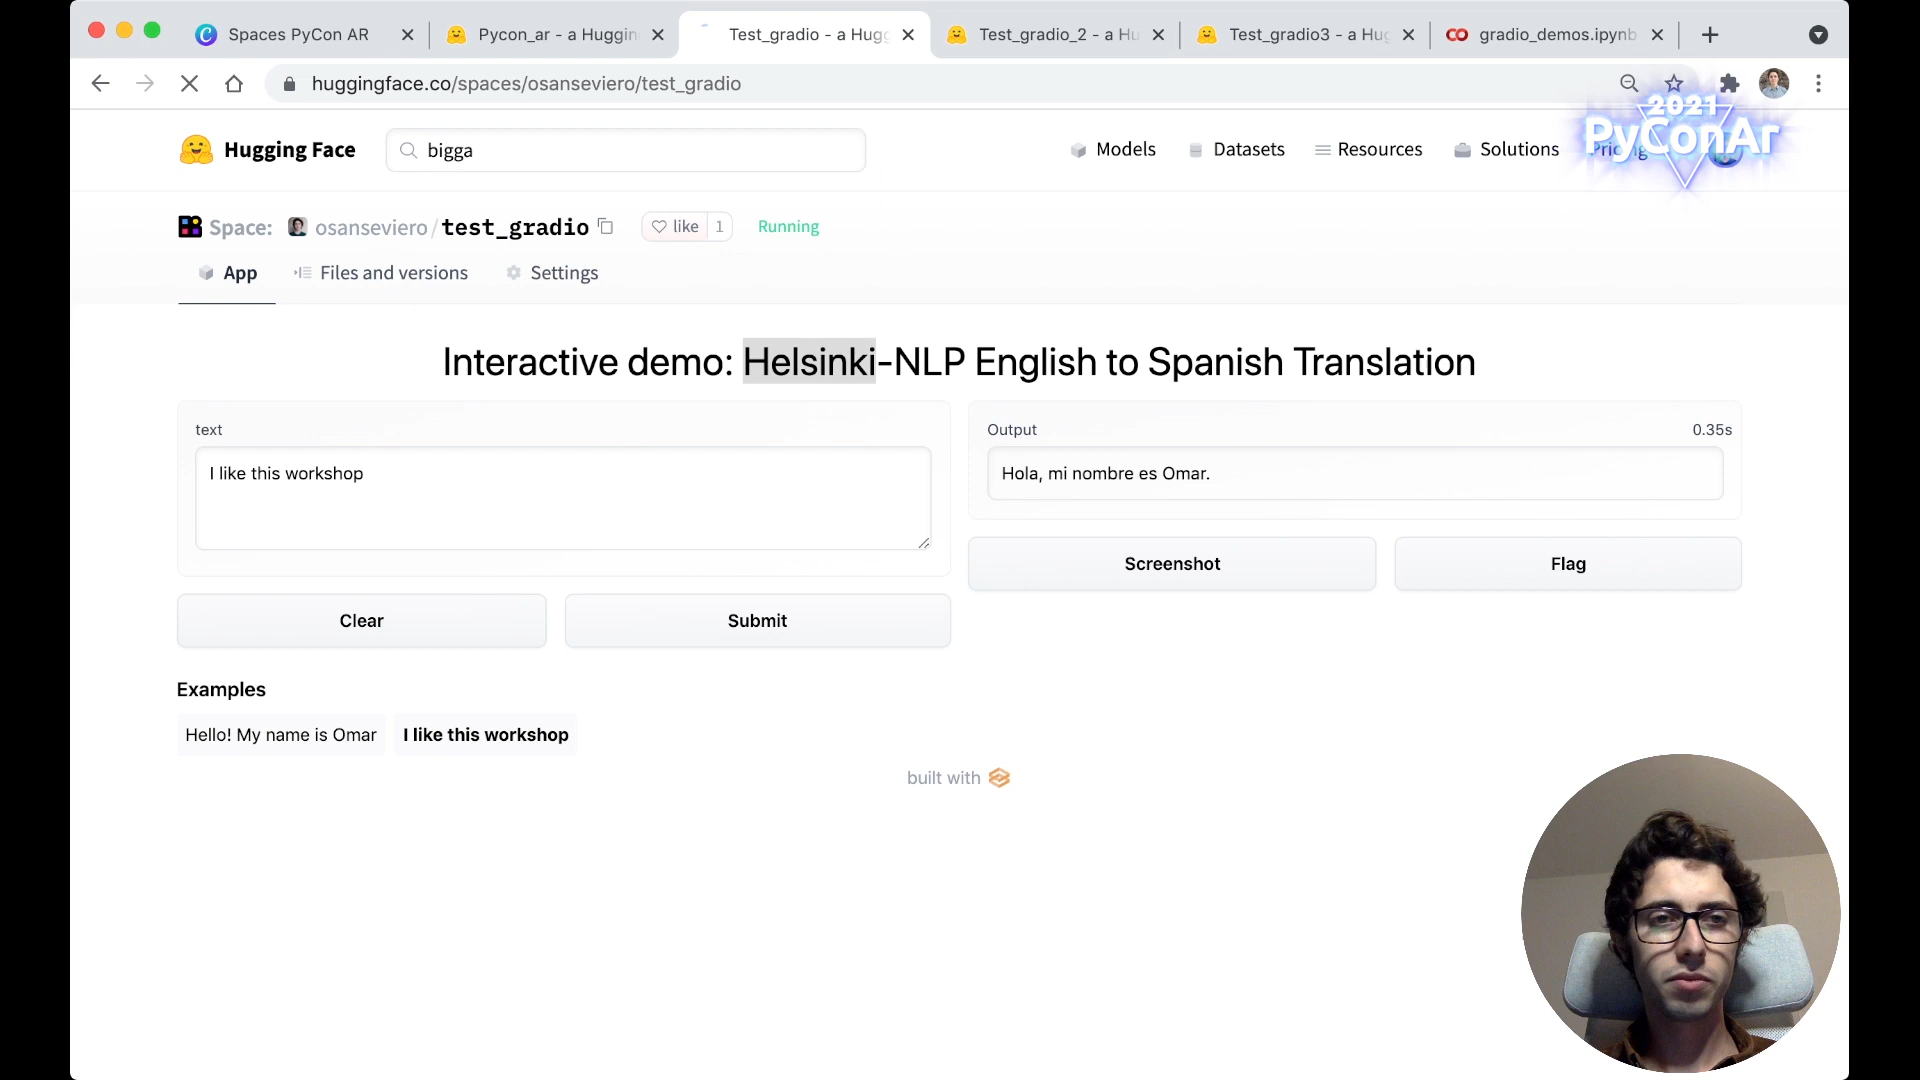 Spaces PyCon AR
Pycon_ar - a Huggin
Test_gradio - a Hugg
Test_gradio_2 - a Hu
Test_gradio3 - a Hug
gradio_demos.ipynb
huggingface.co/spaces/osanseviero/test_gradio
2021
PyConAr
Hugging Face
bigga
Models
Datasets
Resources
Solutions
Pricing
Space:
osanseviero/test_gradio
like
1
Running
App
Files and versions
Settings
Interactive demo: Helsinki-NLP English to Spanish Translation
text
I like this workshop
Output
0.35s
Hola, mi nombre es Omar.
Screenshot
Flag
Clear
Submit
Examples
Hello! My name is Omar
I like this workshop
built with